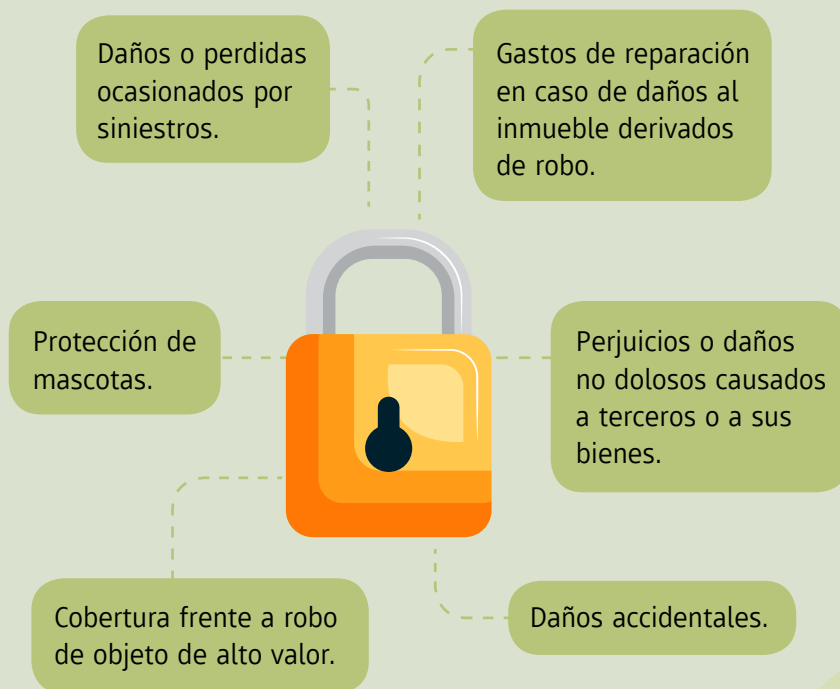 Daños o perdidas
ocasionados por
siniestros.
Gastos de reparación
en caso de daños al
inmueble derivados
de robo.
Protección de
mascotas.
Perjuicios o daños
no dolosos causados
a terceros o a sus
bienes.
Cobertura frente a robo
de objeto de alto valor.
Daños accidentales.